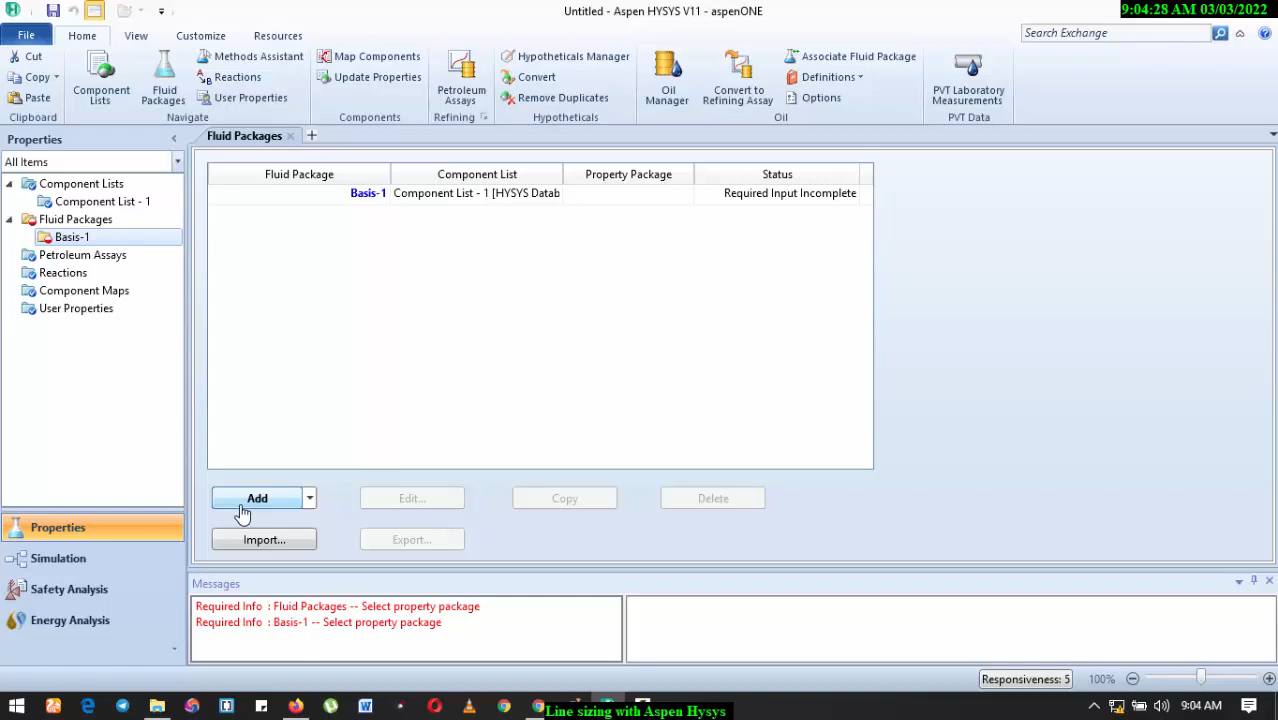 Untitled - Aspen HYSYS V11 - aspenONE
9:04:28 AM 03/03/2022
File Home View Customize Resources
Search Exchange
Cut
Copy
Paste
Clipboard
Component Lists
Fluid Packages
Methods Assistant
Reactions
User Properties
Navigate
Map Components
Update Properties
Components
Petroleum Assays
Refining
Hypotheticals Manager
Convert
Remove Duplicates
Hypotheticals
Oil Manager
Convert to Refining Assay
Associate Fluid Package
Definitions
Options
Oil
PVT Laboratory Measurements
PVT Data
Properties
All Items
Component Lists
Component List - 1
Fluid Packages
Basis-1
Petroleum Assays
Reactions
Component Maps
User Properties
Properties
Simulation
Safety Analysis
Energy Analysis
Fluid Packages
Fluid Package Component List Property Package Status
Basis-1 Component List - 1 [HYSYS Datab Required Input Incomplete
Add Edit... Copy Delete
Import... Export...
Messages
Required Info : Fluid Packages -- Select property package
Required Info : Basis-1 -- Select property package
Responsiveness: 5 100%
9:04 AM
Line sizing with Aspen Hysys